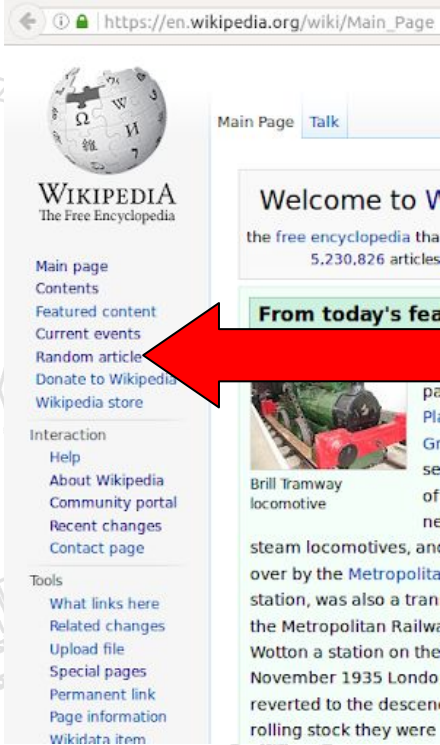 https://en.wikipedia.org/wiki/Main_Page
Ω W И
WIKIPEDIA
The Free Encyclopedia
Main page
Contents
Featured content
Current events
Random article
Donate to Wikipedia
Wikipedia store
Interaction
Help
About Wikipedia
Community portal
Recent changes
Contact page
Tools
What links here
Related changes
Upload file
Special pages
Permanent link
Page information
Wikidata item
Main Page Talk
Welcome to W
the free encyclopedia tha
5,230,826 articles
From today's fea
pa
Pla
Gr
se
of
ne
Brill Tramway
locomotive
steam locomotives, and
over by the Metropolita
station, was also a tran
the Metropolitan Railwa
Wotton a station on the
November 1935 Londo
reverted to the descen
rolling stock they were